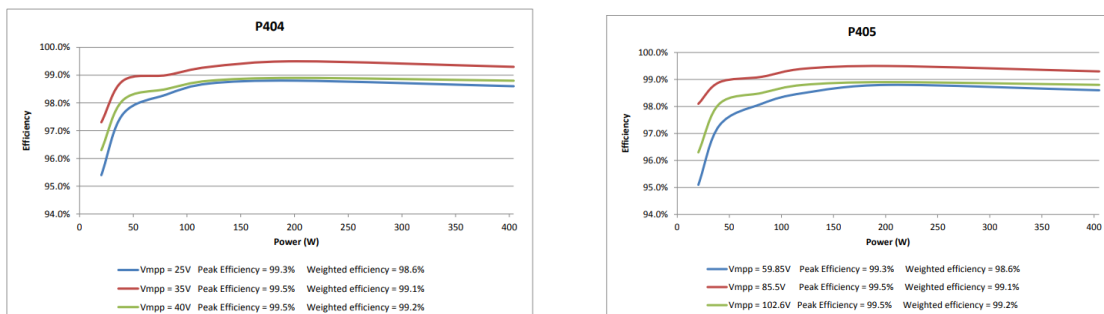 P404
100.0%
99.0%
98.0%
97.0%
96.0%
95.0%
94.0%
Efficiency
0 50 100 150 200 250 300 350 400
Power (W)
Vmpp = 25V Peak Efficiency = 99.3% Weighted efficiency = 98.6%
Vmpp = 35V Peak Efficiency = 99.5% Weighted efficiency = 99.1%
Vmpp = 40V Peak Efficiency = 99.5% Weighted efficiency = 99.2%
P405
100.0%
99.0%
98.0%
97.0%
96.0%
95.0%
94.0%
Efficiency
0 50 100 150 200 250 300 350 400
Power (W)
Vmpp = 59.85V Peak Efficiency = 99.3% Weighted efficiency = 98.6%
Vmpp = 85.5V Peak Efficiency = 99.5% Weighted efficiency = 99.1%
Vmpp = 102.6V Peak Efficiency = 99.5% Weighted efficiency = 99.2%